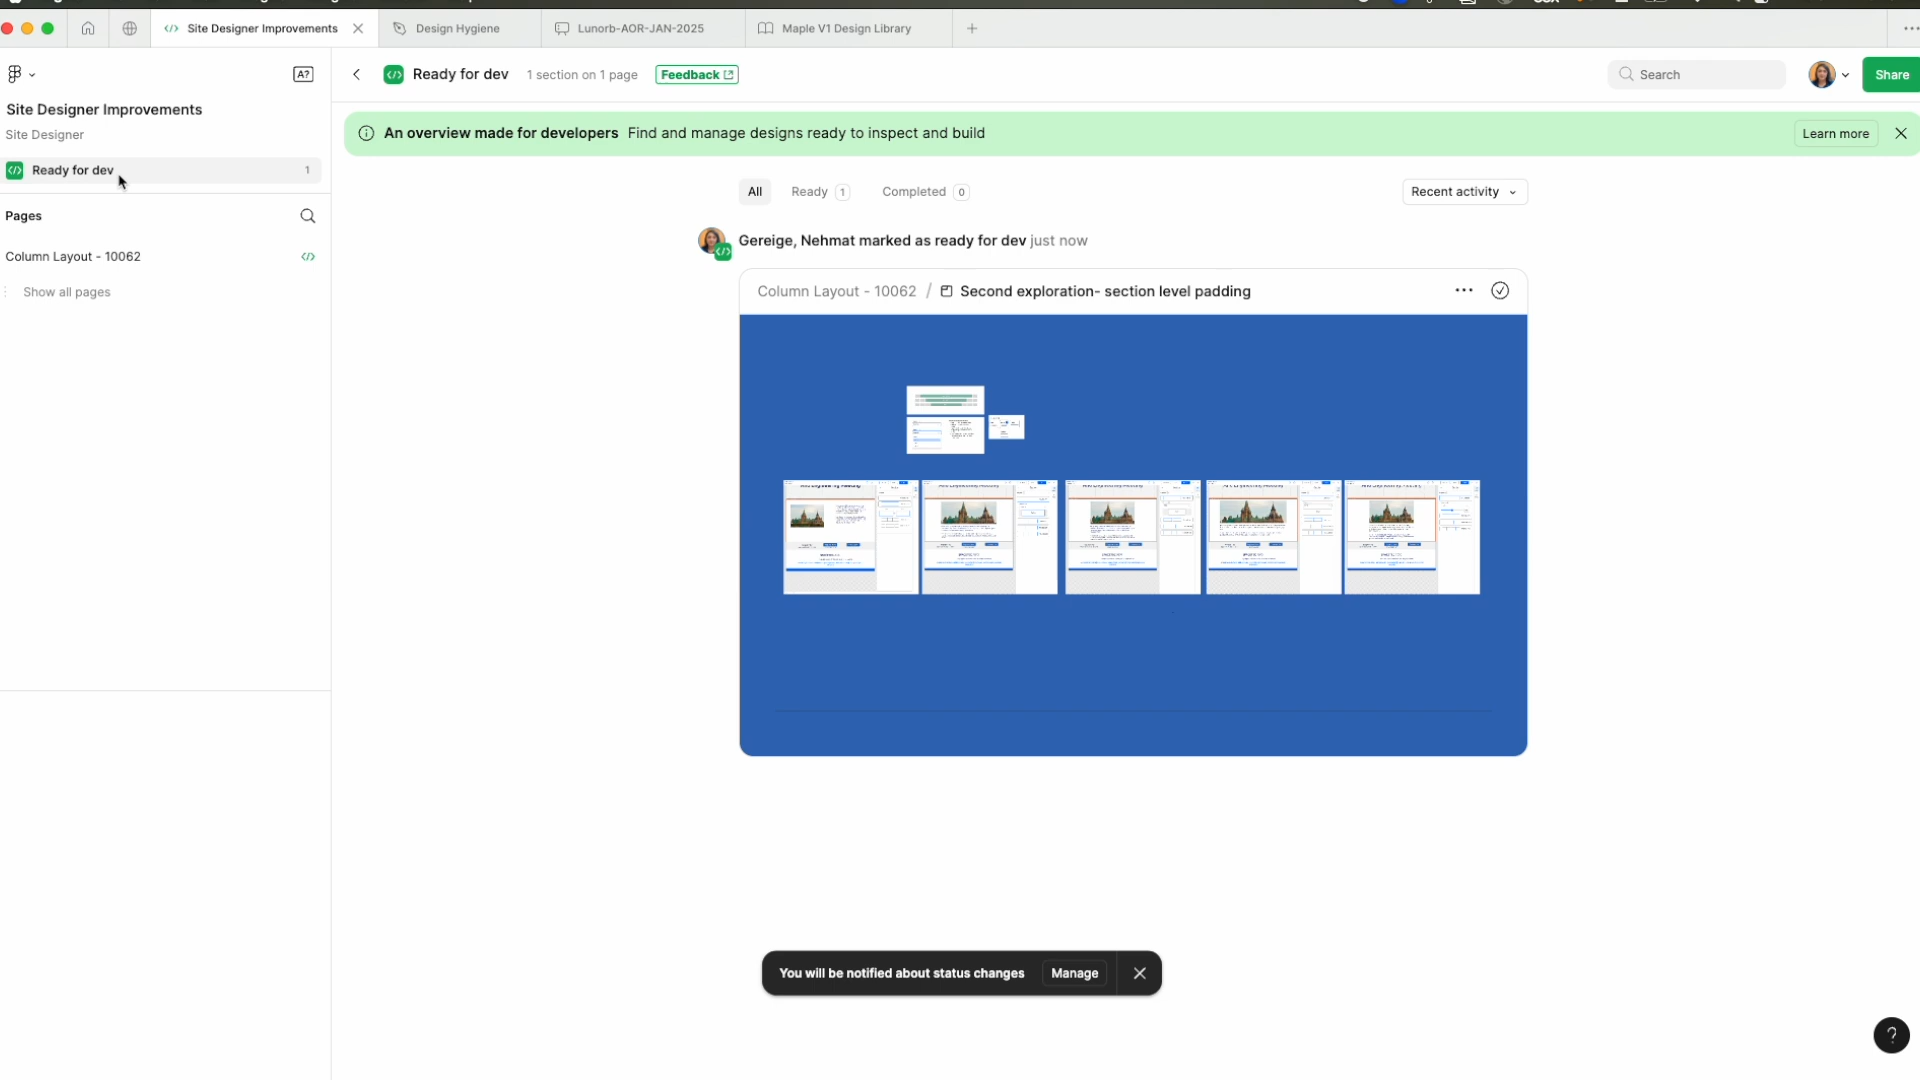 Site Designer Improvements
Design Hygiene
Lunorb-AOR-JAN-2025
Maple V1 Design Library
A?
Ready for dev
1 section on 1 page
Feedback
Search
Share
Site Designer Improvements
Site Designer
Ready for dev
1
An overview made for developers Find and manage designs ready to inspect and build
Learn more
All
Ready 1
Completed 0
Recent activity
Pages
Gereige, Nehmat marked as ready for dev just now
Column Layout - 10062
Show all pages
Column Layout - 10062 / Second exploration- section level padding
You will be notified about status changes
Manage
?